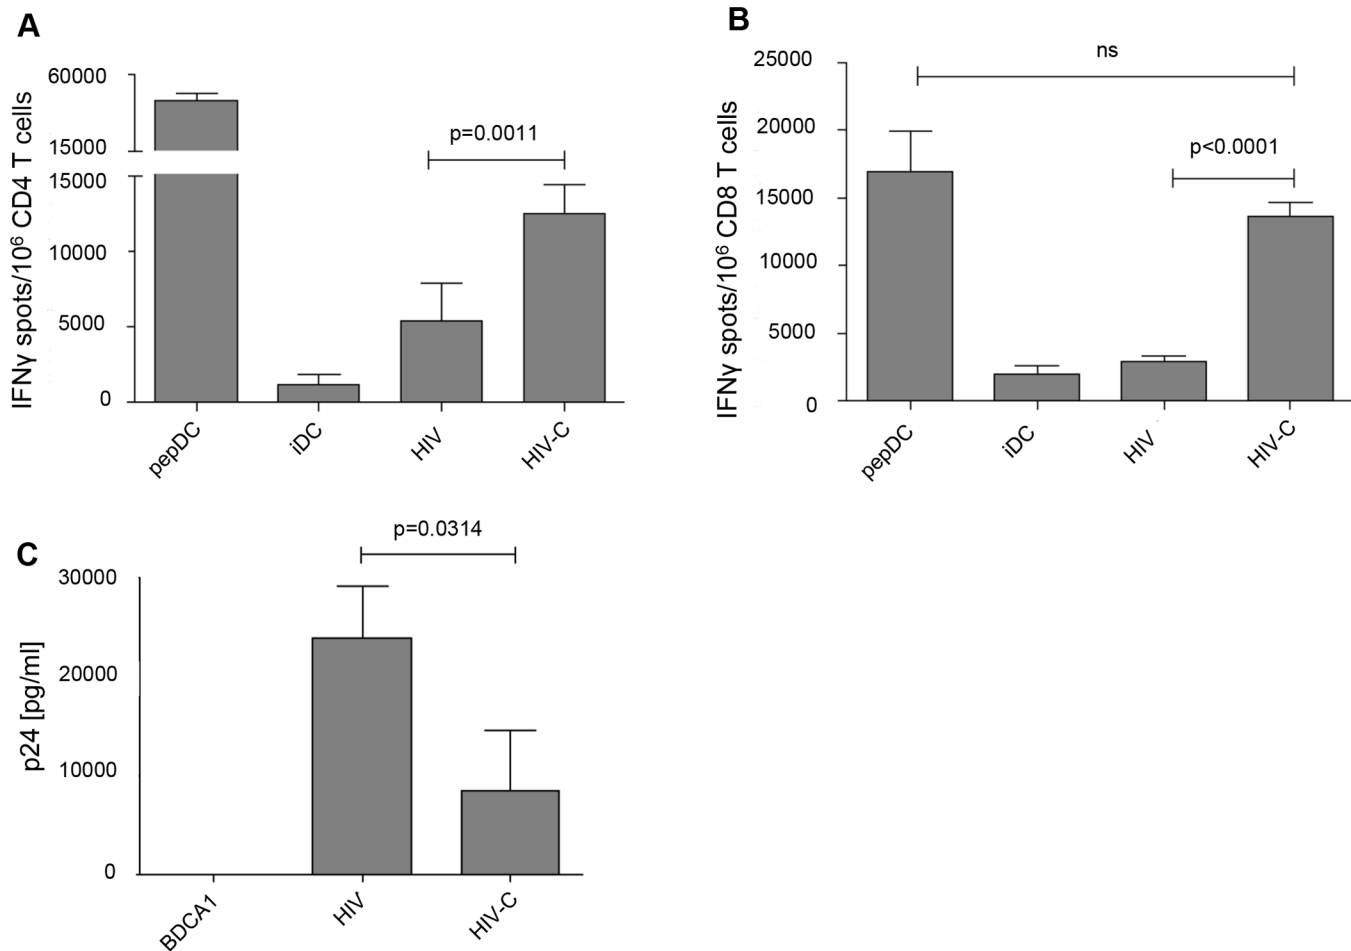 A
IFNγ spots/10⁶ CD4 T cells
60000
15000
15000
10000
5000
0
p=0.0011
pepDC
iDC
HIV
HIV-C
B
IFNγ spots/10⁶ CD8 T cells
25000
20000
15000
10000
5000
0
ns
p<0.0001
pepDC
iDC
HIV
HIV-C
C
p24 [pg/ml]
30000
20000
10000
0
p=0.0314
BDCA1
HIV
HIV-C